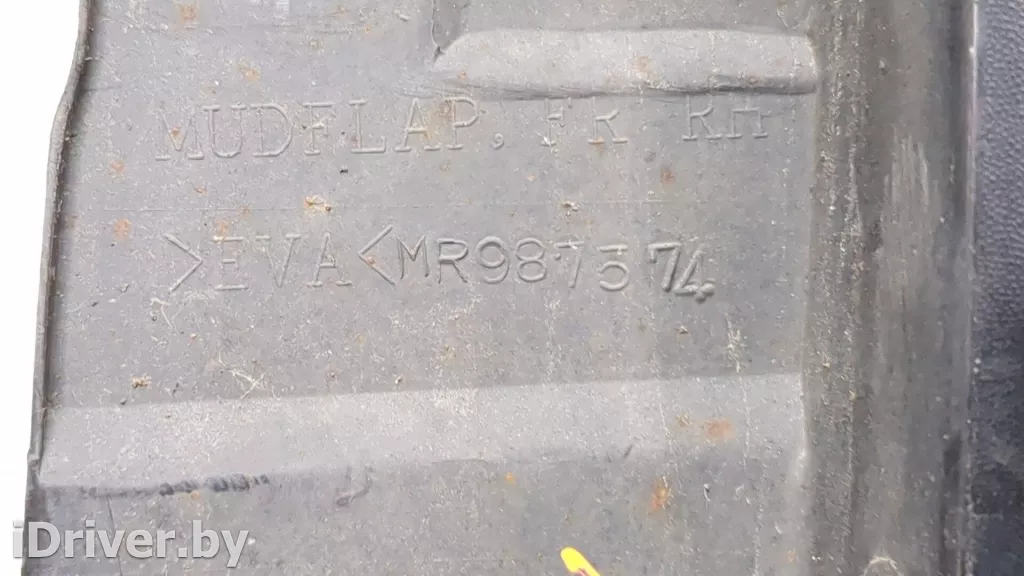 MUDFLAP, FR RH
>EVA< MR987574
iDriver.by